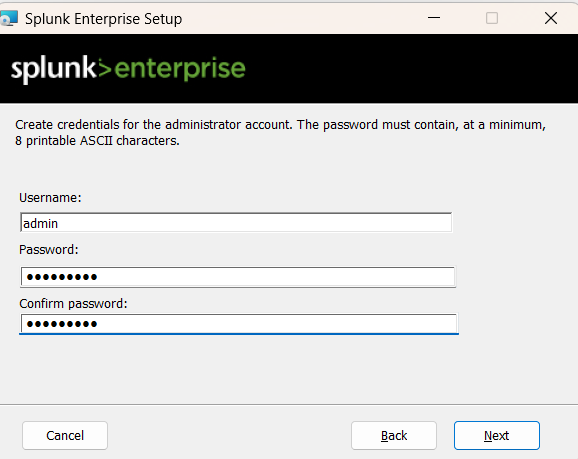 Splunk Enterprise Setup
splunk>enterprise
Create credentials for the administrator account. The password must contain, at a minimum,
8 printable ASCII characters.
Username:
admin
Password:
●●●●●●●●●
Confirm password:
●●●●●●●●●
Cancel
Back
Next